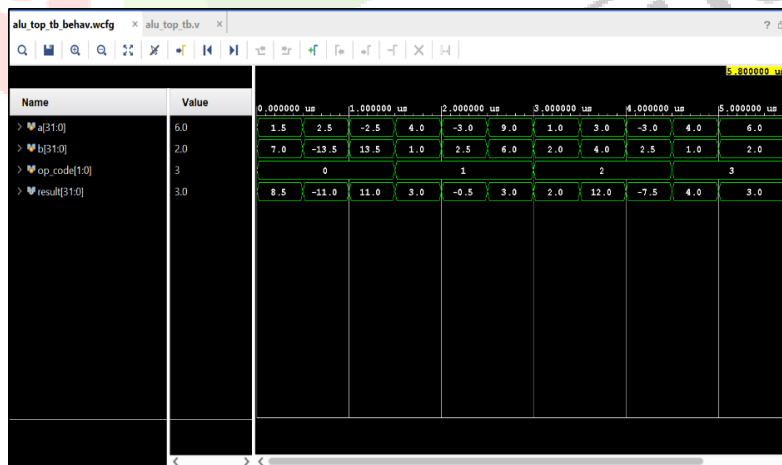 alu_top_tb_behav.wcfg × alu_top_tb.v ×
?
5.800000 us
Name Value
0.000000 us 1.000000 us 2.000000 us 3.000000 us 4.000000 us 5.000000 us
> a[31:0] 6.0 1.5 2.5 -2.5 4.0 -3.0 9.0 1.0 3.0 -3.0 4.0 6.0
> b[31:0] 2.0 7.0 -13.5 13.5 1.0 2.5 6.0 2.0 4.0 2.5 1.0 2.0
> op_code[1:0] 3 0 1 2 3
> result[31:0] 3.0 8.5 -11.0 11.0 3.0 -0.5 3.0 2.0 12.0 -7.5 4.0 3.0